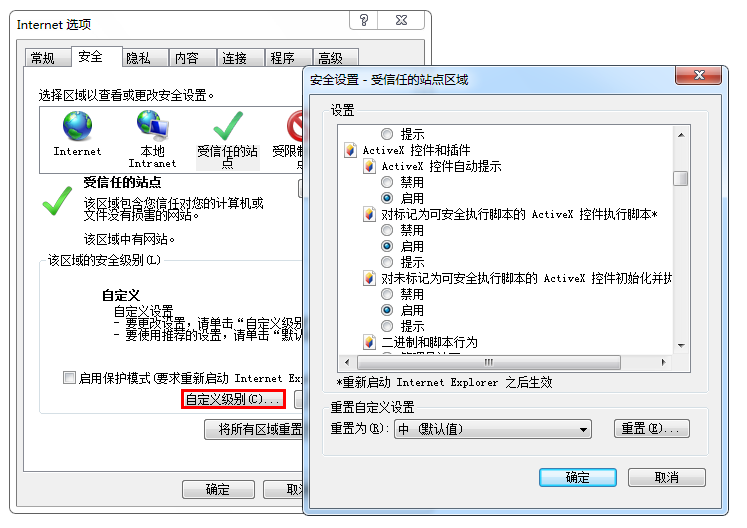 Internet 选项
常规 安全 隐私 内容 连接 程序 高级
选择区域以查看或更改安全设置。
Internet
本地
Intranet
受信任的站
点
受限制
受信任的站点
该区域包含您信任对您的计算机或
文件没有损害的网站。
该区域中有网站。
该区域的安全级别(L)
自定义
自定义设置
- 要更改设置,请单击“自定义级别
- 要使用推荐的设置,请单击“默认
启用保护模式(要求重新启动 Internet
自定义级别(C)...
将所有区域重置
确定
安全设置 - 受信任的站点区域
设置
提示
ActiveX 控件和插件
ActiveX 控件自动提示
禁用
启用
对标记为可安全执行脚本的 ActiveX 控件执行脚本*
禁用
启用
提示
对未标记为可安全执行脚本的 ActiveX 控件初始化并执
禁用
启用
提示
二进制和脚本行为
*重新启动 Internet Explorer 之后生效
重置自定义设置
重置为(R):
中 (默认值)
重置(E)...
确定
取消